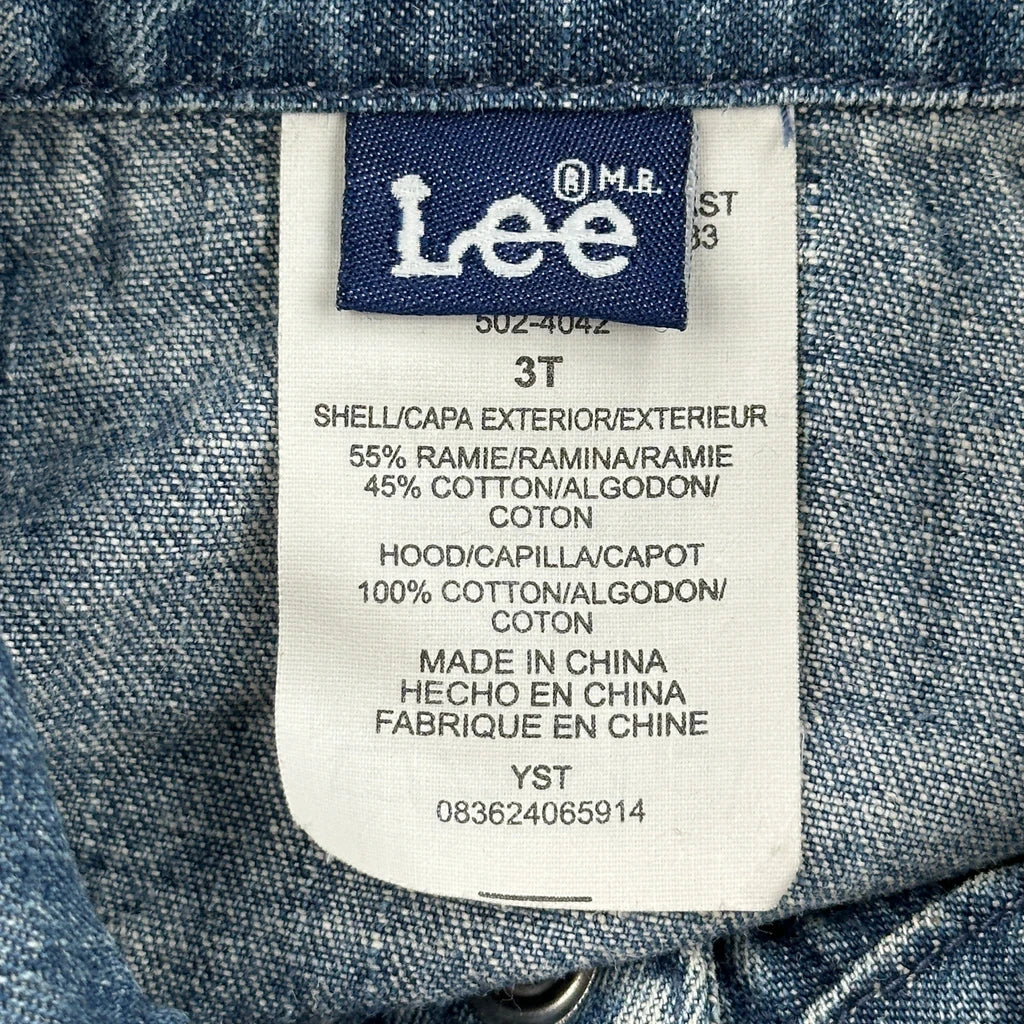 Lee ® M.R.
502-4042
3T
SHELL/CAPA EXTERIOR/EXTERIEUR
55% RAMIE/RAMINA/RAMIE
45% COTTON/ALGODON/
COTON
HOOD/CAPILLA/CAPOT
100% COTTON/ALGODON/
COTON
MADE IN CHINA
HECHO EN CHINA
FABRIQUE EN CHINE
YST
083624065914